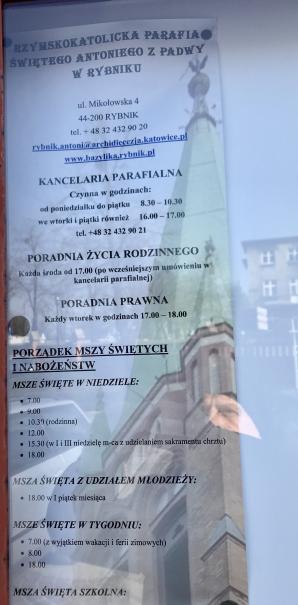 RZYMSKOKATOLICKA PARAFIA
ŚWIĘTEGO ANTONIEGO Z PADWY
W RYBNIKU
ul. Mikołowska 4
44-200 RYBNIK
tel. + 48 32 432 90 20
rybnik.antoni@archidiecezja.katowice.pl
www.bazylika.rybnik.pl
KANCELARIA PARAFIALNA
Czynna w godzinach:
od poniedziałku do piątku 8.30 – 10.30
we wtorki i piątki również 16.00 – 17.00
tel. +48 32 432 90 21
PORADNIA ŻYCIA RODZINNEGO
Każda środa od 17.00 (po wcześniejszym umówieniu w
kancelarii parafialnej)
PORADNIA PRAWNA
Każdy wtorek w godzinach 17.00 – 18.00
PORZĄDEK MSZY ŚWIĘTYCH
I NABOŻEŃSTW
MSZE ŚWIĘTE W NIEDZIELE:
• 7.00
• 9.00
• 10.30 (rodzinna)
• 12.00
• 15.30 (w I i III niedzielę m-ca z udzielaniem sakramentu chrztu)
• 18.00
MSZA ŚWIĘTA Z UDZIAŁEM MŁODZIEŻY:
• 18.00 w I piątek miesiąca
MSZE ŚWIĘTE W TYGODNIU:
• 7.00 (z wyjątkiem wakacji i ferii zimowych)
• 8.00
• 18.00
MSZA ŚWIĘTA SZKOLNA: